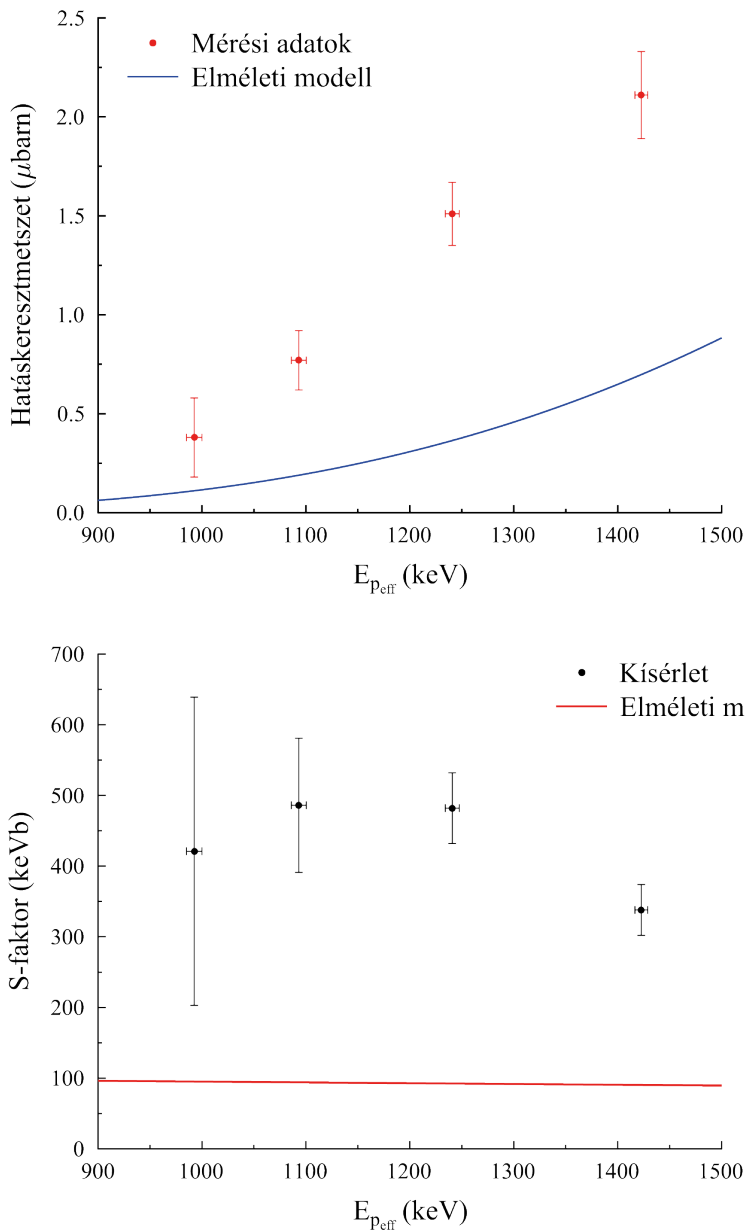 2.5
2.0
1.5
1.0
0.5
0.0
Hatáskeresztmetszet (μbarn)
Mérési adatok
Elméleti modell
900 1000 1100 1200 1300 1400 1500
E_peff (keV)
700
600
500
400
300
200
100
0
S-faktor (keVb)
Kísérlet
Elméleti m
900 1000 1100 1200 1300 1400 1500
E_peff (keV)